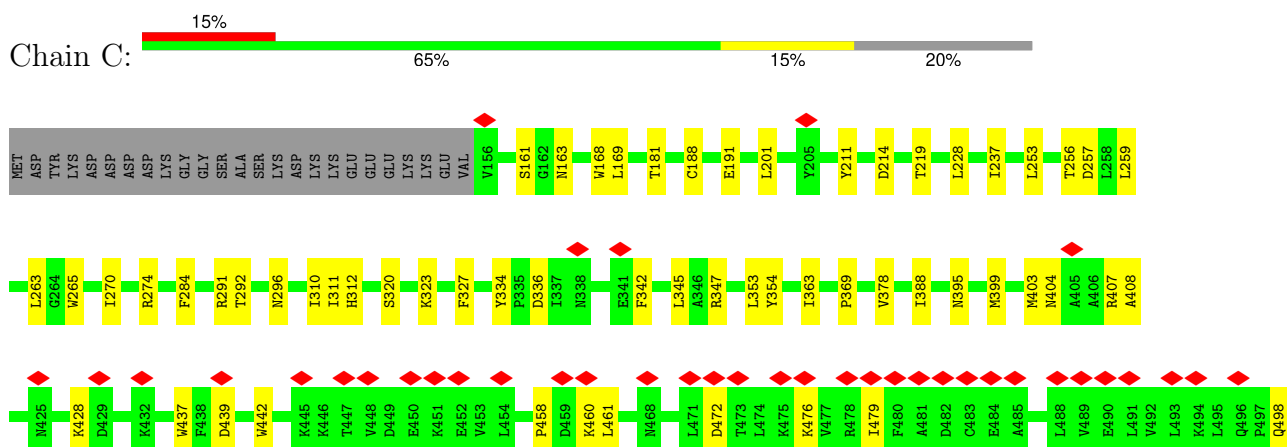 15%
Chain C:
65% 15% 20%
MET ASP TYR LYS ASP ASP ASP ASP LYS GLY GLY SER ALA SER LYS ASP LYS LYS GLU GLU GLU LYS LYS GLU VAL V156 S161 G162 N163 W168 L169 T181 C188 E191 L201 Y205 Y211 D214 T219 L228 I237 L253 T256 D257 L258 L259
L263 G264 W265 I270 R274 F284 R291 T292 N296 I310 I311 H312 S320 K323 F327 Y334 P335 D336 I337 N338 E341 F342 L345 A346 R347 L353 Y354 I363 P369 V378 I388 N395 M399 M403 N404 A405 A406 R407 A408
N425 K428 D429 K432 W437 F438 D439 W442 K445 K446 T447 V448 D449 E450 K451 E452 V453 L454 P458 D459 K460 L461 N468 L471 D472 T473 L474 K475 K476 V477 R478 I479 F480 A481 D482 C483 E484 A485 L488 V489 E490 L491 V492 L493 K494 L495 Q496 P497